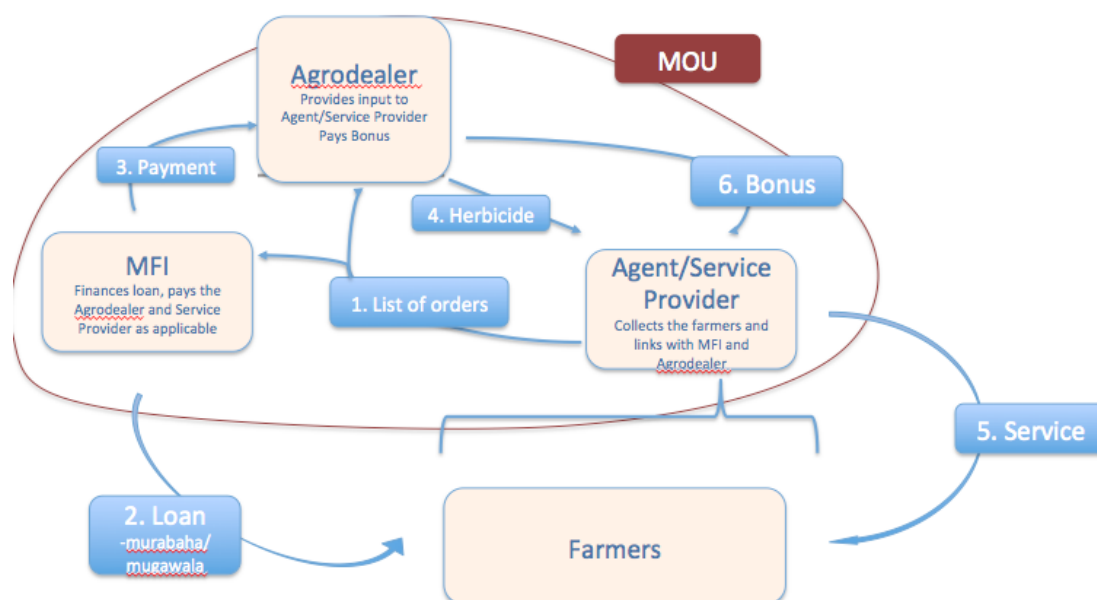 MOU
Agrodealer
Provides input to
Agent/Service Provider
Pays Bonus
3. Payment
6. Bonus
4. Herbicide
MFI
Finances loan, pays the
Agrodealer and Service
Provider as applicable
1. List of orders
Agent/Service
Provider
Collects the farmers and
links with MFI and
Agrodealer
5. Service
2. Loan
-murabaha/
mugawala
Farmers